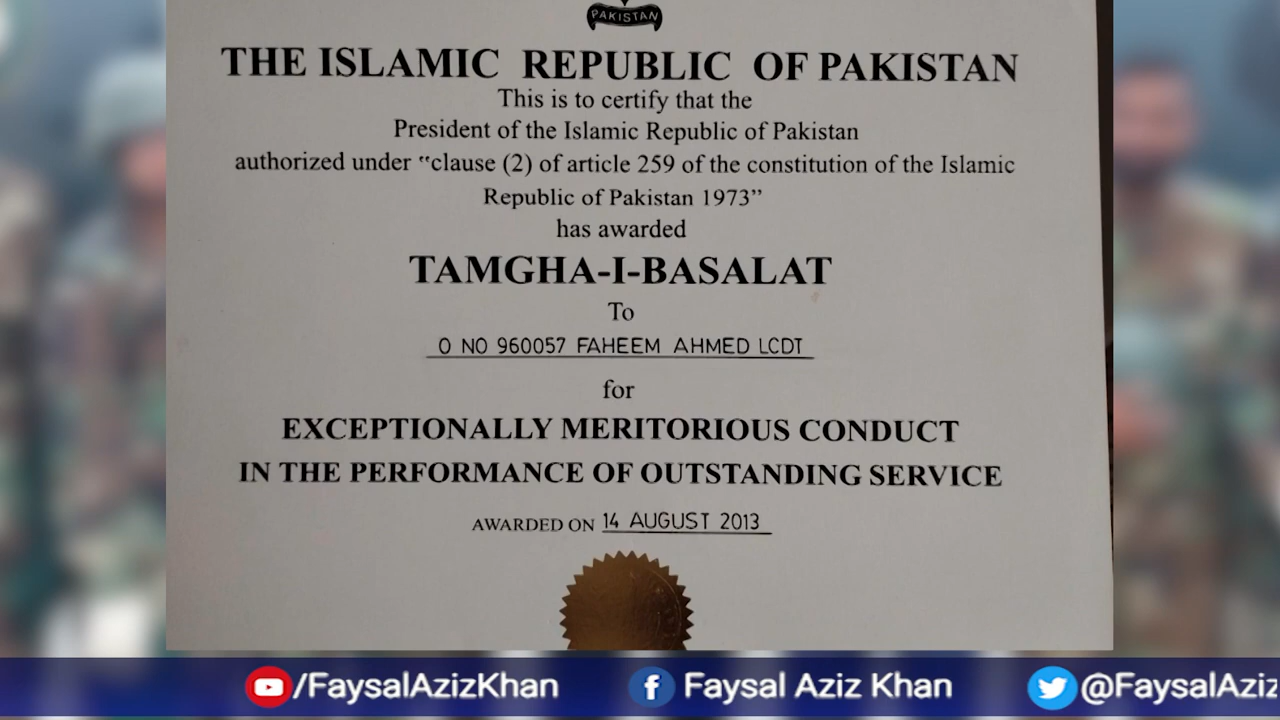 PAKISTAN
THE ISLAMIC REPUBLIC OF PAKISTAN
This is to certify that the
President of the Islamic Republic of Pakistan
authorized under “clause (2) of article 259 of the constitution of the Islamic
Republic of Pakistan 1973”
has awarded
TAMGHA-I-BASALAT
To
O NO 960057 FAHEEM AHMED LCDT
for
EXCEPTIONALLY MERITORIOUS CONDUCT
IN THE PERFORMANCE OF OUTSTANDING SERVICE
AWARDED ON 14 AUGUST 2013
/FaysalAzizKhan Faysal Aziz Khan @FaysalAziz